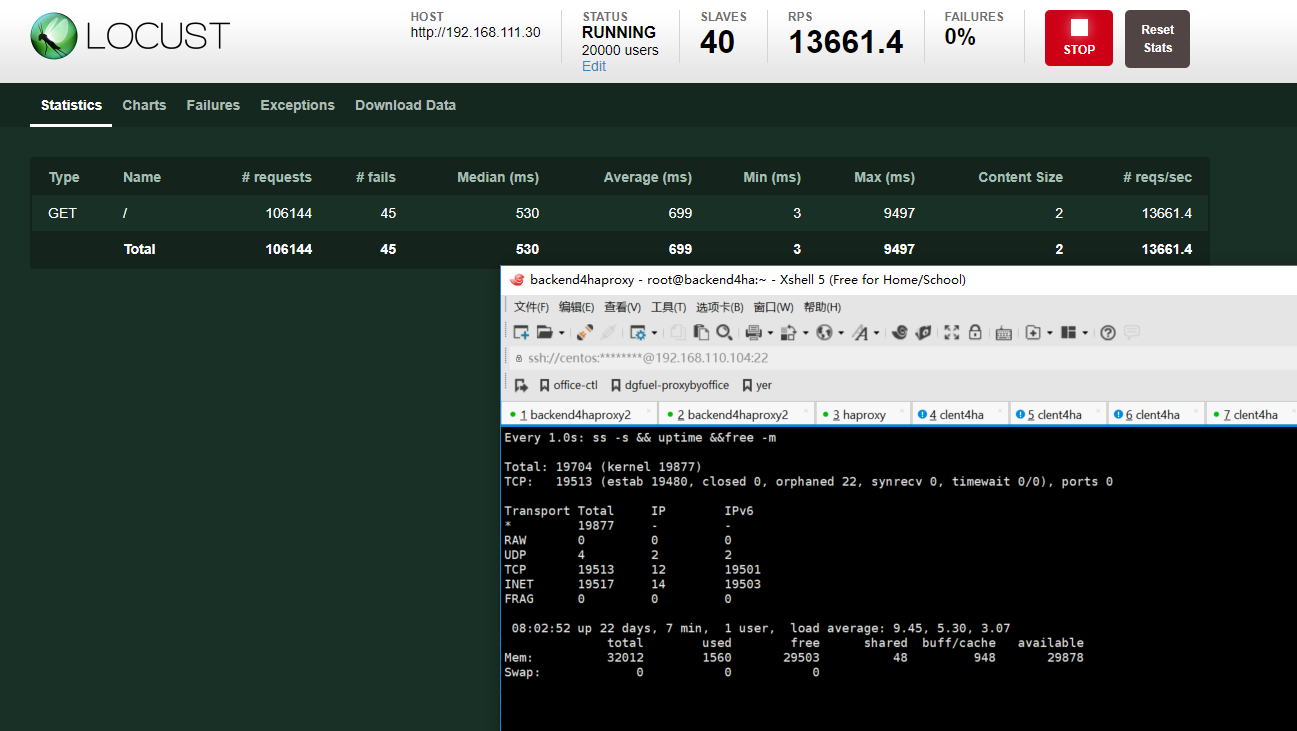 LOCUST
HOST
http://192.168.111.30
STATUS
RUNNING
20000 users
Edit
SLAVES
40
RPS
13661.4
FAILURES
0%
STOP
Reset
Stats
Statistics Charts Failures Exceptions Download Data
Type Name # requests # fails Median (ms) Average (ms) Min (ms) Max (ms) Content Size # reqs/sec
GET / 106144 45 530 699 3 9497 2 13661.4
Total 106144 45 530 699 3 9497 2 13661.4
backend4haproxy - root@backend4ha:~ - Xshell 5 (Free for Home/School)
文件(F) 编辑(E) 查看(V) 工具(T) 选项卡(B) 窗口(W) 帮助(H)
ssh://centos:********@192.168.110.104:22
office-ctl dgfuel-proxybyoffice yer
1 backend4haproxy2 2 backend4haproxy2 3 haproxy 4 clent4ha 5 clent4ha 6 clent4ha 7 clent4ha
Every 1.0s: ss -s && uptime &&free -m
Total: 19704 (kernel 19877)
TCP: 19513 (estab 19480, closed 0, orphaned 22, synrecv 0, timewait 0/0), ports 0
Transport Total IP IPv6
* 19877 - -
RAW 0 0 0
UDP 4 2 2
TCP 19513 12 19501
INET 19517 14 19503
FRAG 0 0 0
08:02:52 up 22 days, 7 min, 1 user, load average: 9.45, 5.30, 3.07
total used free shared buff/cache available
Mem: 32012 1560 29503 48 948 29878
Swap: 0 0 0